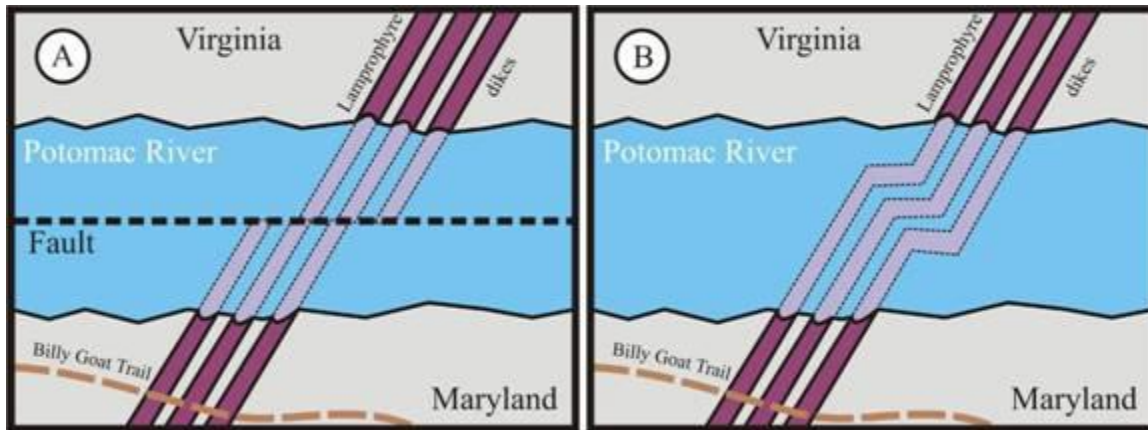 A
Virginia
Lamprophyre
dikes
Potomac River
Fault
Billy Goat Trail
Maryland
B
Virginia
Lamprophyre
dikes
Potomac River
Billy Goat Trail
Maryland